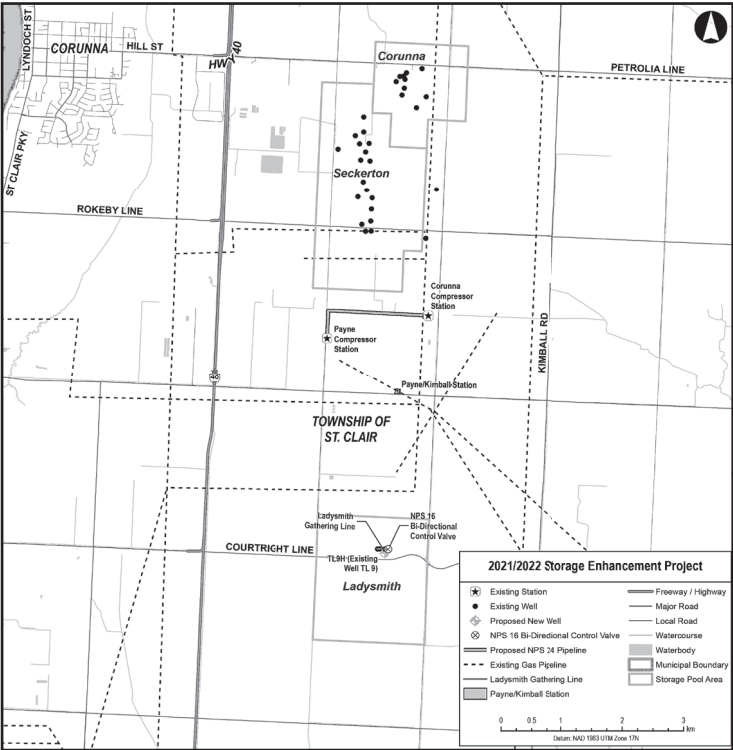 LYNDOCH ST
CORUNNA
HILL ST
HWY 40
Corunna
PETROLIA LINE
ST CLAIR PKY
Seckerton
ROKEBY LINE
Corunna
Compressor
Station
Payne
Compressor
Station
KIMBALL RD
40
Payne/Kimball Station
TOWNSHIP OF
ST. CLAIR
Ladysmith
Gathering Line
NPS 16
Bi-Directional
Control Valve
COURTRIGHT LINE
TL9H (Existing
Well TL 9)
Ladysmith
2021/2022 Storage Enhancement Project
Existing Station
Existing Well
Proposed New Well
NPS 16 Bi-Directional Control Valve
Proposed NPS 24 Pipeline
Existing Gas Pipeline
Ladysmith Gathering Line
Payne/Kimball Station
Freeway / Highway
Major Road
Local Road
Watercourse
Waterbody
Municipal Boundary
Storage Pool Area
0 0.5 1 2 3
km
Datum: NAD 1983 UTM Zone 17N